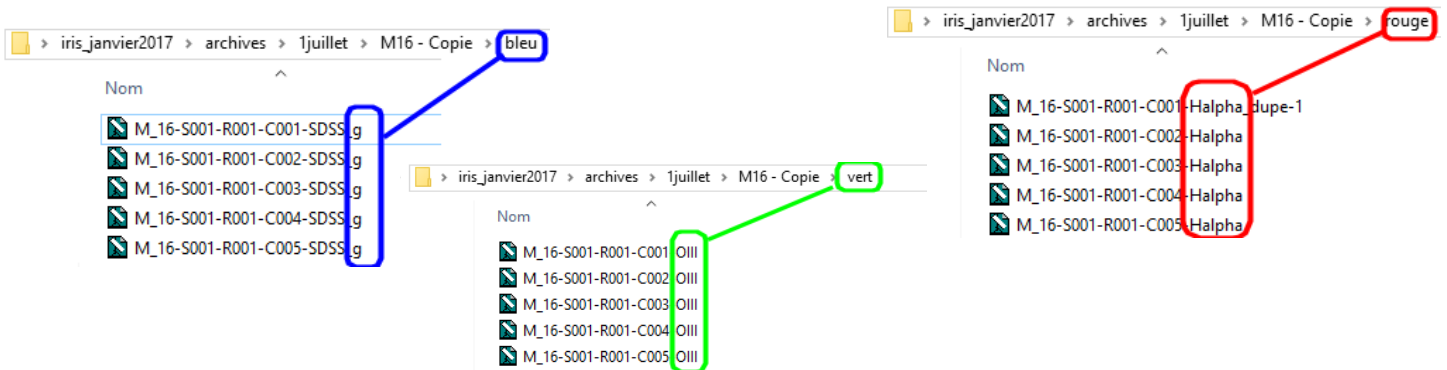 iris_janvier2017 > archives > 1juillet > M16 - Copie > bleu
Nom
M_16-S001-R001-C001-SDSS_g
M_16-S001-R001-C002-SDSS_g
M_16-S001-R001-C003-SDSS_g
M_16-S001-R001-C004-SDSS_g
M_16-S001-R001-C005-SDSS_g
iris_janvier2017 > archives > 1juillet > M16 - Copie > vert
Nom
M_16-S001-R001-C001-OIII
M_16-S001-R001-C002-OIII
M_16-S001-R001-C003-OIII
M_16-S001-R001-C004-OIII
M_16-S001-R001-C005-OIII
iris_janvier2017 > archives > 1juillet > M16 - Copie > rouge
Nom
M_16-S001-R001-C001-Halpha_dupe-1
M_16-S001-R001-C002-Halpha
M_16-S001-R001-C003-Halpha
M_16-S001-R001-C004-Halpha
M_16-S001-R001-C005-Halpha